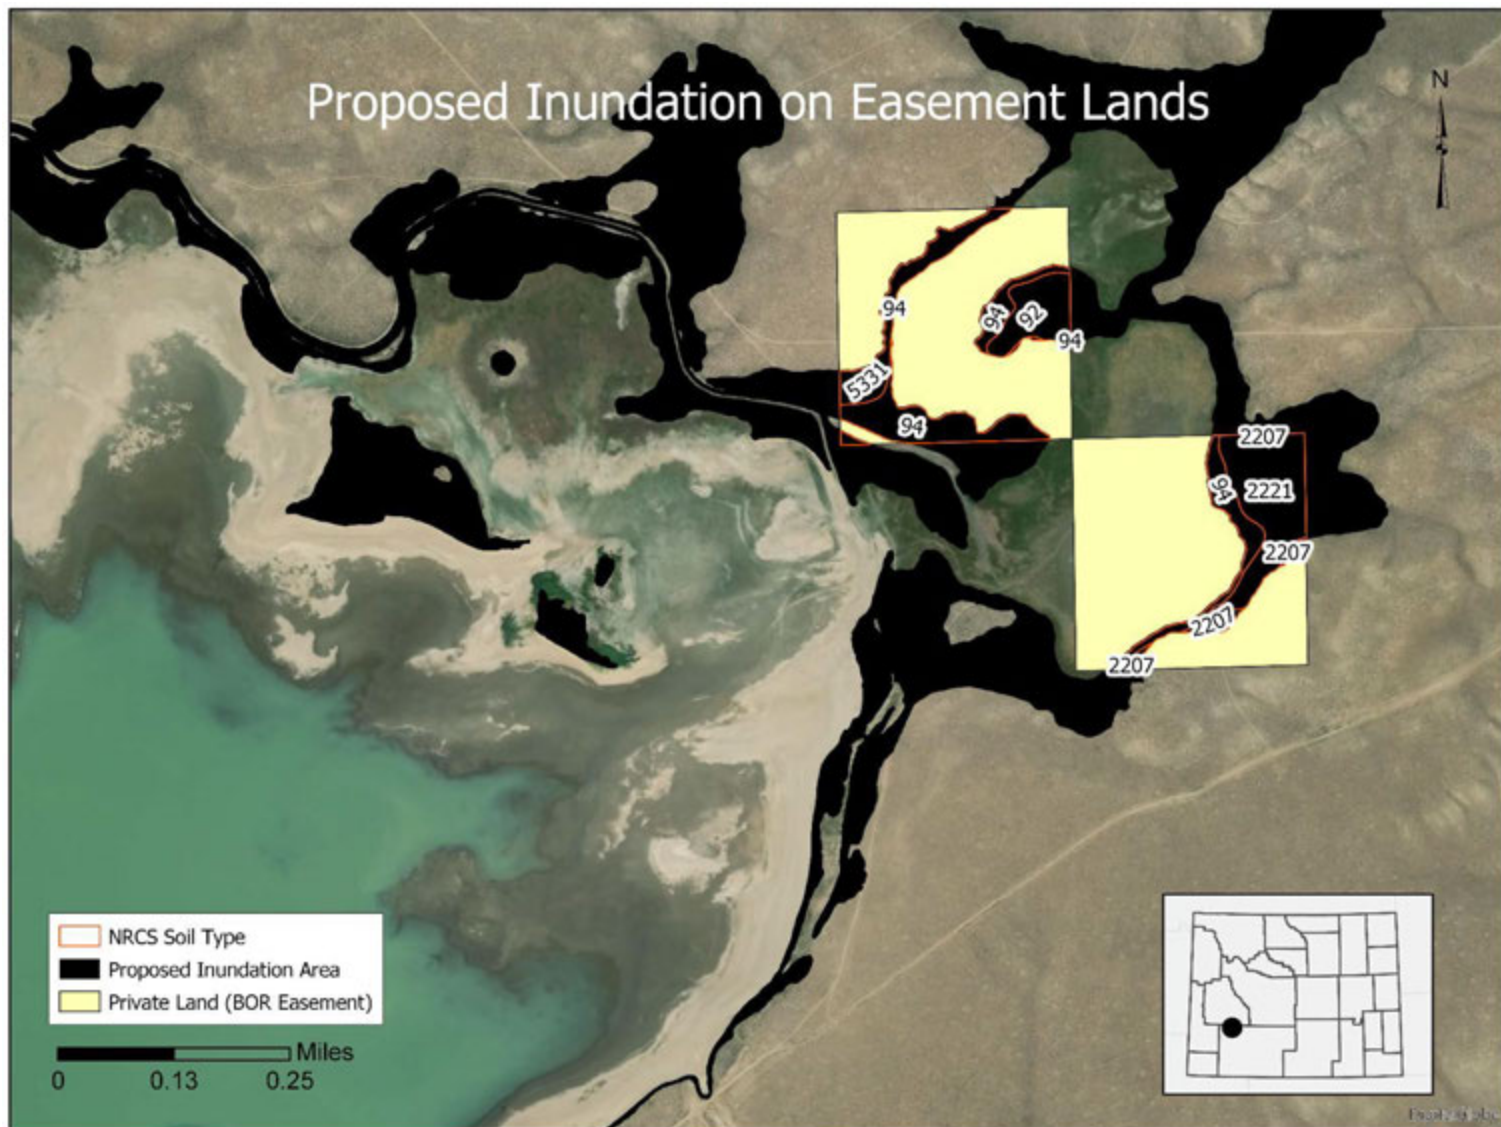 Proposed Inundation on Easement Lands
N
94
94
92
94
5331
94
2207
94
2221
2207
2207
2207
NRCS Soil Type
Proposed Inundation Area
Private Land (BOR Easement)
Miles
0 0.13 0.25